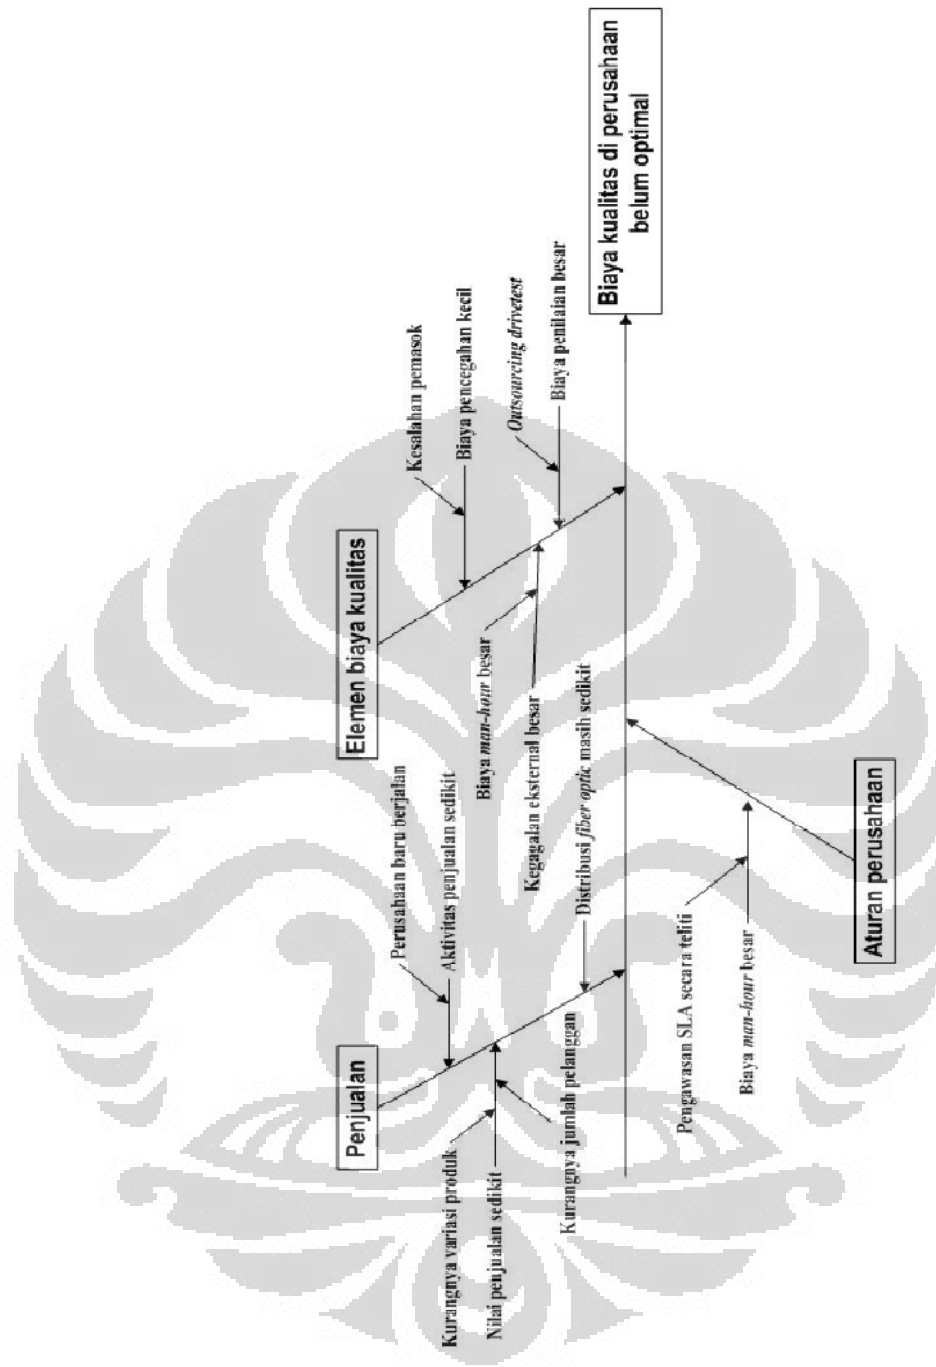 Penjualan
Elemen biaya kualitas
Kesalahan pemasok
Perusahaan baru berjalan
Biaya pencegahan kecil
Aktivitas penjualan sedikit
Kurangnya variasi produk
Biaya man-hour besar
Outsourcing drivetest
Nilai penjualan sedikit
Kegagalan eksternal besar
Biaya penilaian besar
Kurangnya jumlah pelanggan
Distribusi fiber optic masih sedikit
Biaya kualitas di perusahaan
belum optimal
Pengawasan SLA secara teliti
Biaya man-hour besar
Aturan perusahaan